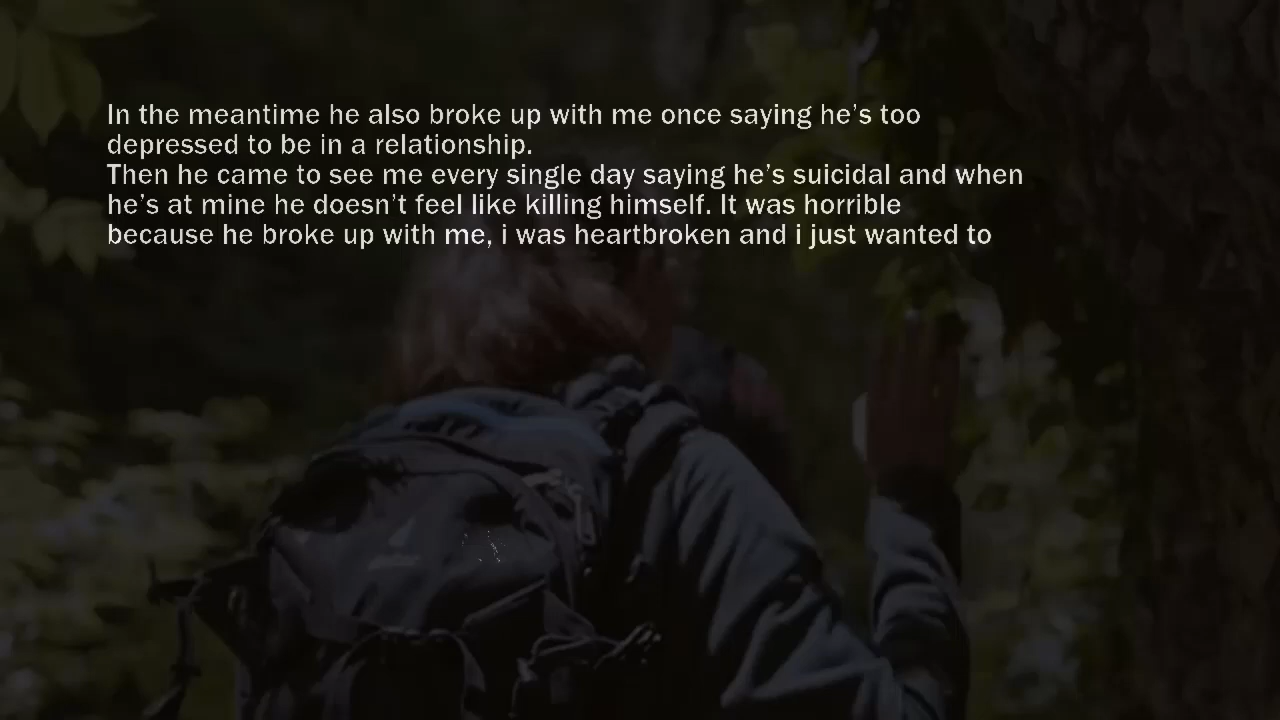 In the meantime he also broke up with me once saying he’s too
depressed to be in a relationship.
Then he came to see me every single day saying he’s suicidal and when
he’s at mine he doesn’t feel like killing himself. It was horrible
because he broke up with me, i was heartbroken and i just wanted to